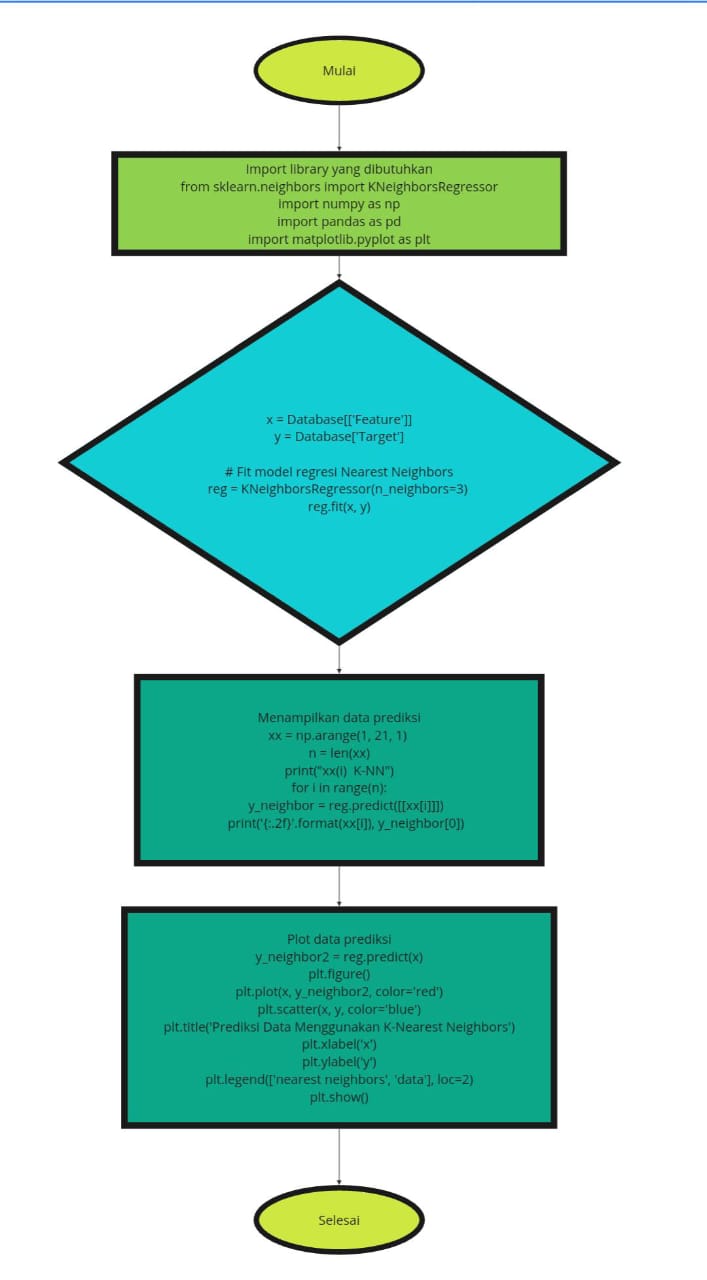 Mulai
Import library yang dibutuhkan
from sklearn.neighbors import KNeighborsRegressor
import numpy as np
import pandas as pd
import matplotlib.pyplot as plt
x = Database[['Feature']]
y = Database['Target']
# Fit model regresi Nearest Neighbors
reg = KNeighborsRegressor(n_neighbors=3)
reg.fit(x, y)
Menampilkan data prediksi
xx = np.arange(1, 21, 1)
n = len(xx)
print("xx(i)  K-NN")
for i in range(n):
y_neighbor = reg.predict([[xx[i]]])
print('{:.2f}'.format(xx[i]), y_neighbor[0])
Plot data prediksi
y_neighbor2 = reg.predict(x)
plt.figure()
plt.plot(x, y_neighbor2, color='red')
plt.scatter(x, y, color='blue')
plt.title('Prediksi Data Menggunakan K-Nearest Neighbors')
plt.xlabel('x')
plt.ylabel('y')
plt.legend(['nearest neighbors', 'data'], loc=2)
plt.show()
Selesai